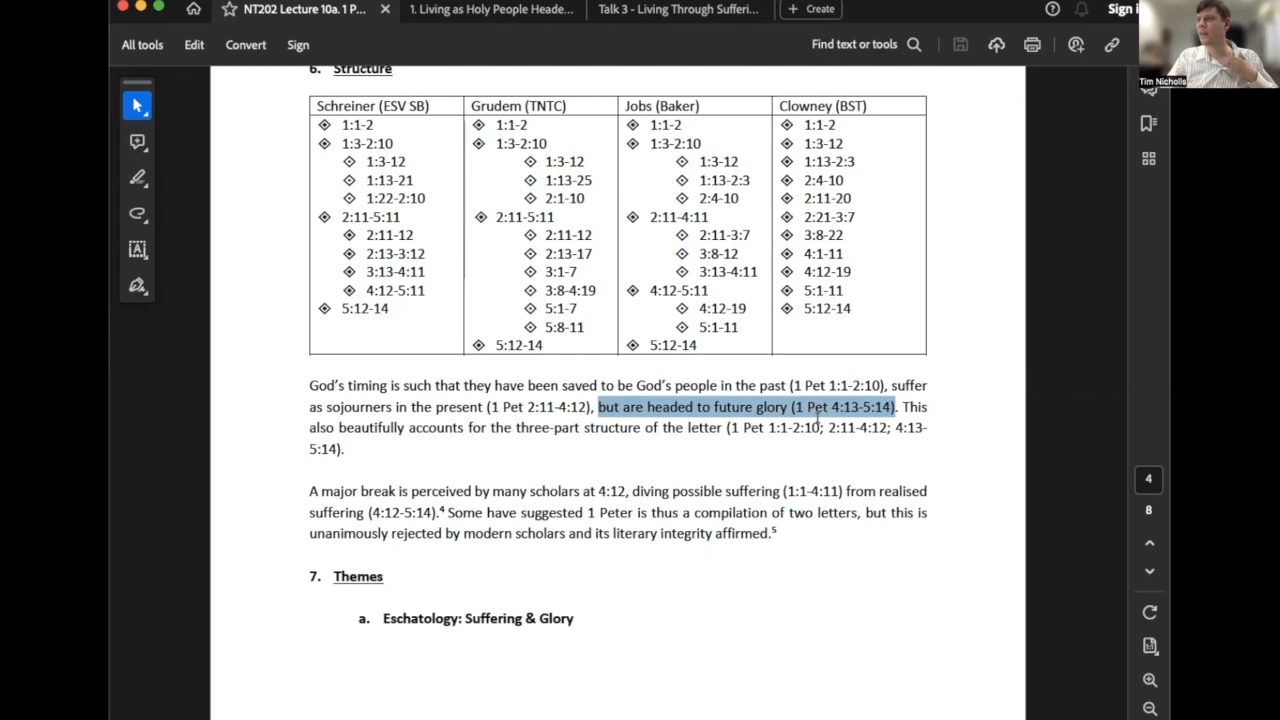 NT202 Lecture 10a. 1 P...
1. Living as Holy People Heade...
Talk 3 - Living Through Sufferi...
+ Create
Sign i
All tools
Edit
Convert
Sign
Find text or tools
Tim Nicholls
6. Structure
Schreiner (ESV SB)
1:1-2
1:3-2:10
1:3-12
1:13-21
1:22-2:10
2:11-5:11
2:11-12
2:13-3:12
3:13-4:11
4:12-5:11
5:12-14
Grudem (TNTC)
1:1-2
1:3-2:10
1:3-12
1:13-25
2:1-10
2:11-5:11
2:11-12
2:13-17
3:1-7
3:8-4:19
5:1-7
5:8-11
5:12-14
Jobs (Baker)
1:1-2
1:3-2:10
1:3-12
1:13-2:3
2:4-10
2:11-4:11
2:11-3:7
3:8-12
3:13-4:11
4:12-5:11
4:12-19
5:1-11
5:12-14
Clowney (BST)
1:1-2
1:3-12
1:13-2:3
2:4-10
2:11-20
2:21-3:7
3:8-22
4:1-11
4:12-19
5:1-11
5:12-14
God’s timing is such that they have been saved to be God’s people in the past (1 Pet 1:1-2:10), suffer
as sojourners in the present (1 Pet 2:11-4:12), but are headed to future glory (1 Pet 4:13-5:14). This
also beautifully accounts for the three-part structure of the letter (1 Pet 1:1-2:10; 2:11-4:12; 4:13-
5:14).
A major break is perceived by many scholars at 4:12, diving possible suffering (1:1-4:11) from realised
suffering (4:12-5:14).⁴ Some have suggested 1 Peter is thus a compilation of two letters, but this is
unanimously rejected by modern scholars and its literary integrity affirmed.⁵
7. Themes
a. Eschatology: Suffering & Glory
4
8